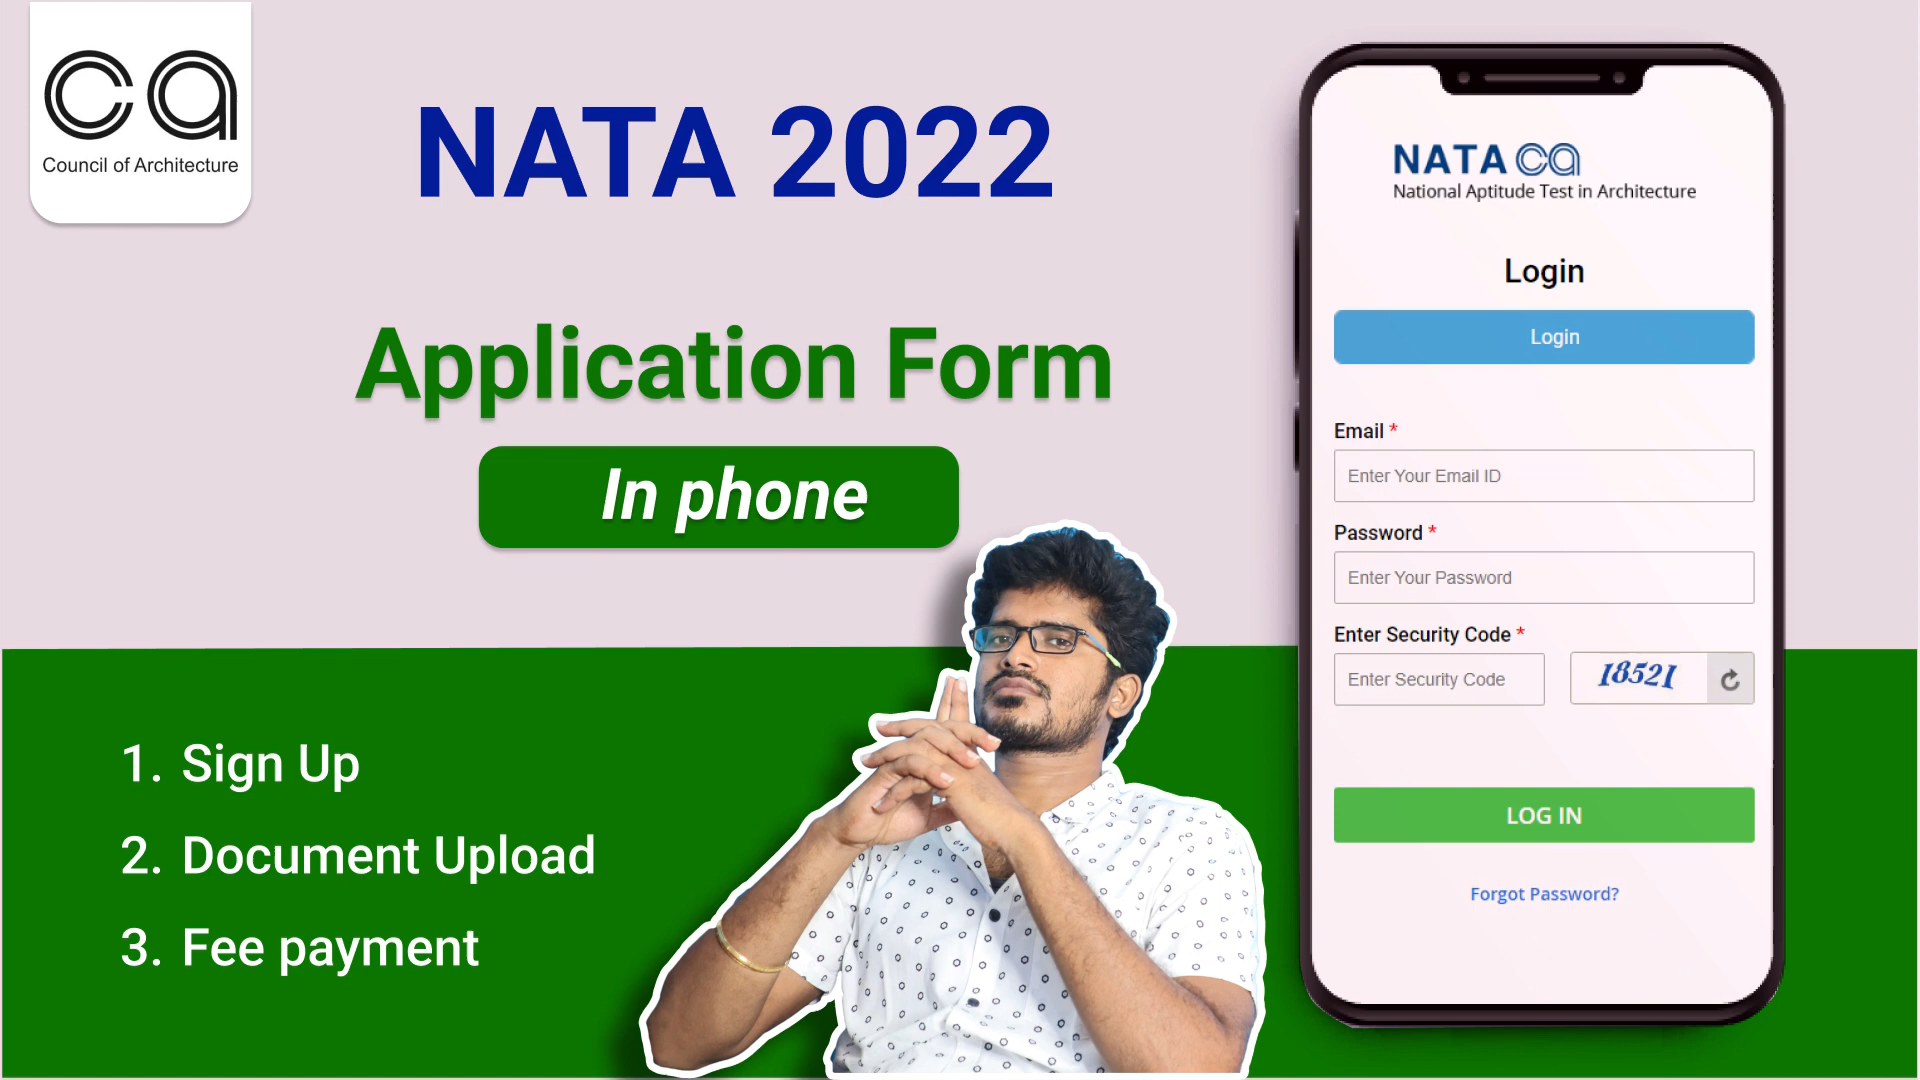 ca
Council of Architecture
NATA 2022
Application Form
In phone
1. Sign Up
2. Document Upload
3. Fee payment
NATA ca
National Aptitude Test in Architecture
Login
Login
Email *
Enter Your Email ID
Password *
Enter Your Password
Enter Security Code *
Enter Security Code
18521
LOG IN
Forgot Password?